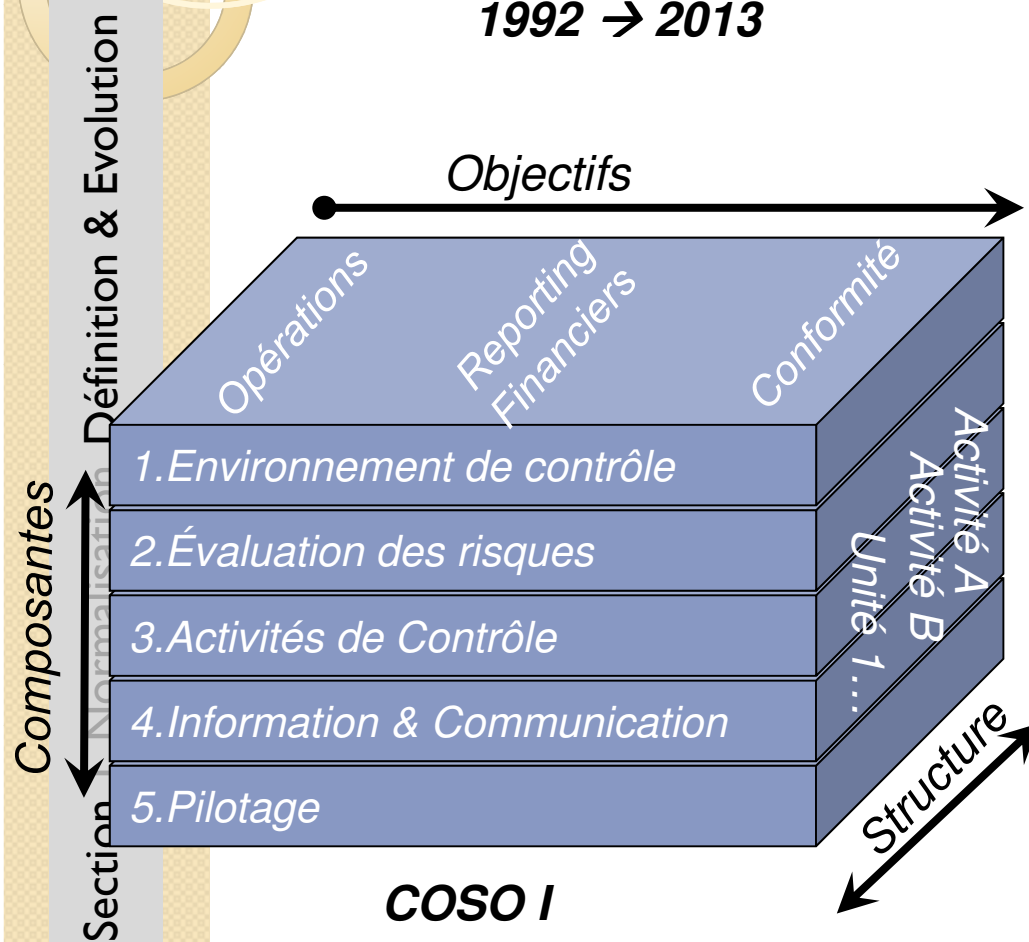 1992 → 2013
Objectifs
Opérations
Reporting
Financiers
Conformité
1.Environnement de contrôle
2.Évaluation des risques
3.Activités de Contrôle
4.Information & Communication
5.Pilotage
Activité A
Activité B
Unité 1....
Composantes
Structure
COSO I
Section
Normalisation
Définition & Evolution